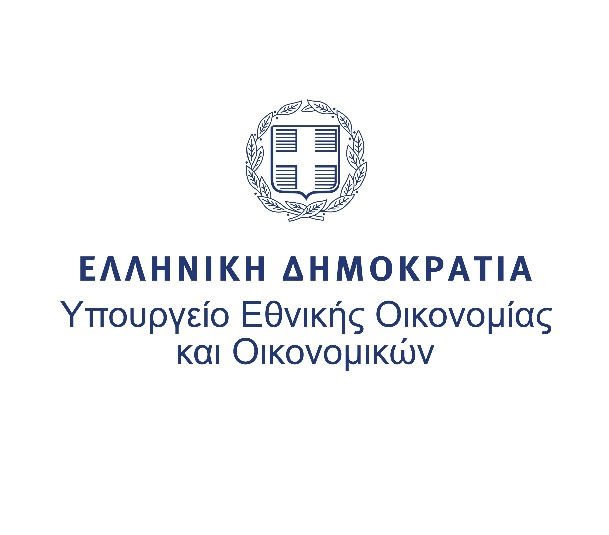 ΕΛΛΗΝΙΚΗ ΔΗΜΟΚΡΑΤΙΑ
Υπουργείο Εθνικής Οικονομίας
και Οικονομικών